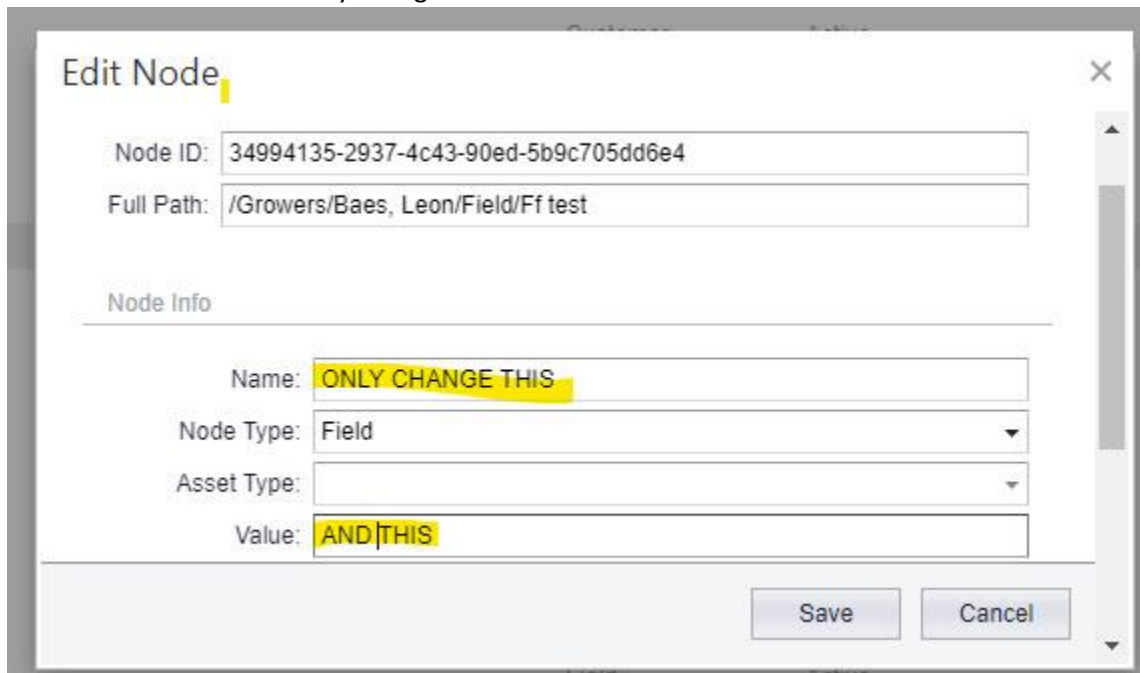 Edit Node
Node ID: 34994135-2937-4c43-90ed-5b9c705dd6e4
Full Path: /Growers/Baes, Leon/Field/Ff test
Node Info
Name: ONLY CHANGE THIS
Node Type: Field
Asset Type:
Value: AND THIS
Save Cancel